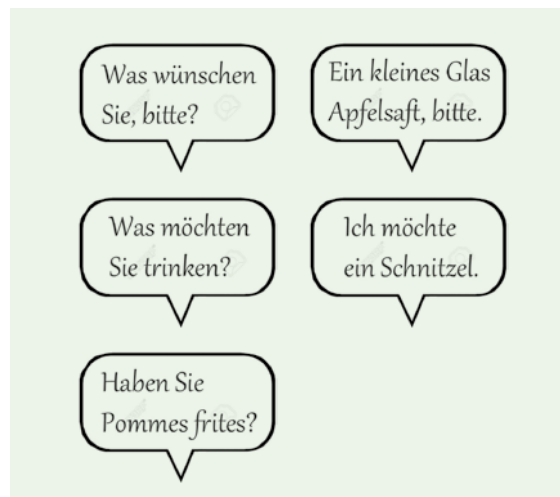 Was wünschen
Sie, bitte?
Ein kleines Glas
Apfelsaft, bitte.
Was möchten
Sie trinken?
Ich möchte
ein Schnitzel.
Haben Sie
Pommes frites?